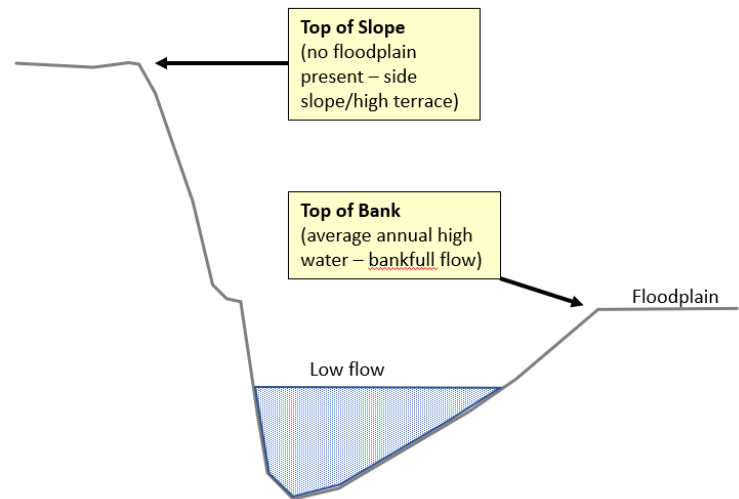 Top of Slope
(no floodplain
present – side
slope/high terrace)
Top of Bank
(average annual high
water – bankfull flow)
Floodplain
Low flow